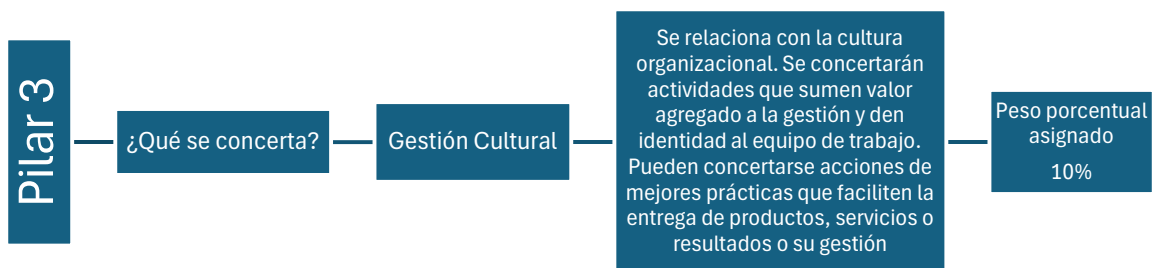 Pilar 3
¿Qué se concerta?
Gestión Cultural
Se relaciona con la cultura
organizacional. Se concertarán
actividades que sumen valor
agregado a la gestión y den
identidad al equipo de trabajo.
Pueden concertarse acciones de
mejores prácticas que faciliten la
entrega de productos, servicios o
resultados o su gestión
Peso porcentual
asignado
10%